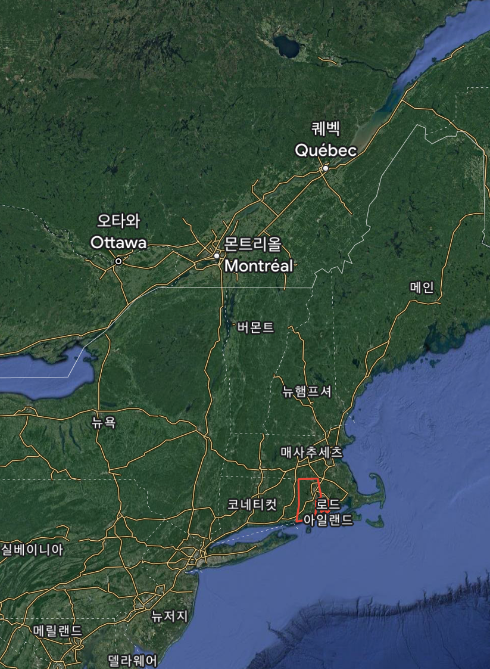 퀘벡
Québec
오타와
Ottawa
몬트리올
Montréal
메인
버몬트
뉴햄프셔
뉴욕
매사추세츠
코네티컷
로드
아일랜드
실베이니아
뉴저지
메릴랜드
델라웨어